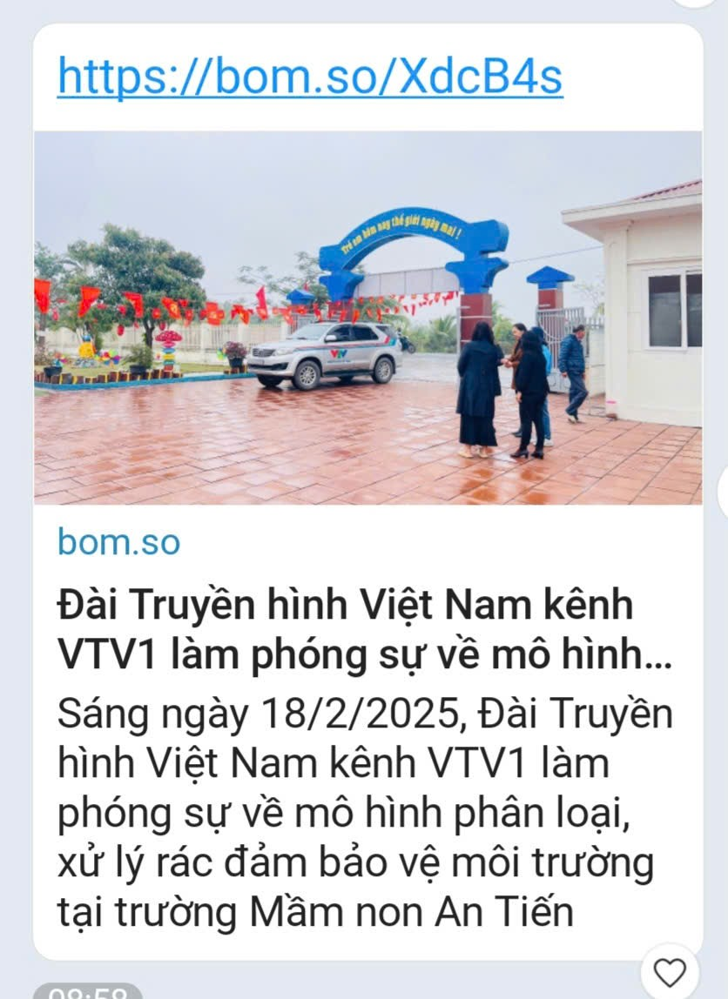 https://bom.so/XdcB4s
Trẻ em hôm nay thế giới ngày mai !
VTV
bom.so
Đài Truyền hình Việt Nam kênh
VTV1 làm phóng sự về mô hình...
Sáng ngày 18/2/2025, Đài Truyền
hình Việt Nam kênh VTV1 làm
phóng sự về mô hình phân loại,
xử lý rác đảm bảo vệ môi trường
tại trường Mầm non An Tiến
08:58